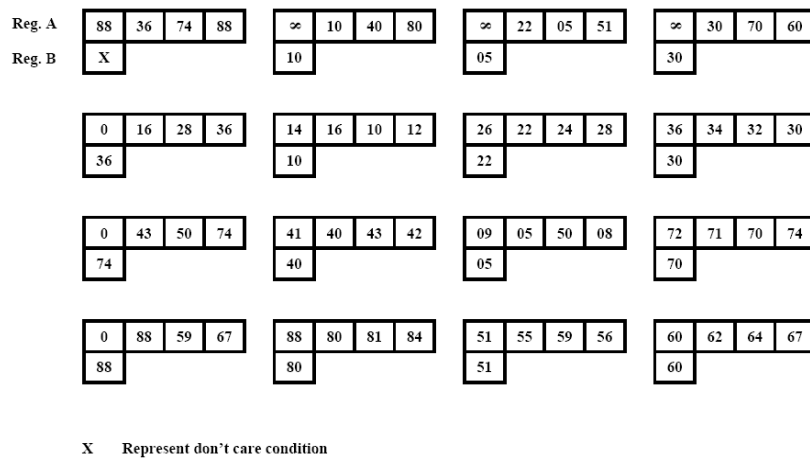 Reg. A 88 36 74 88 ∞ 10 40 80 ∞ 22 05 51 ∞ 30 70 60
Reg. B X 10 05 30
0 16 28 36 14 16 10 12 26 22 24 28 36 34 32 30
36 10 22 30
0 43 50 74 41 40 43 42 09 05 50 08 72 71 70 74
74 40 05 70
0 88 59 67 88 80 81 84 51 55 59 56 60 62 64 67
88 80 51 60
X Represent don't care condition